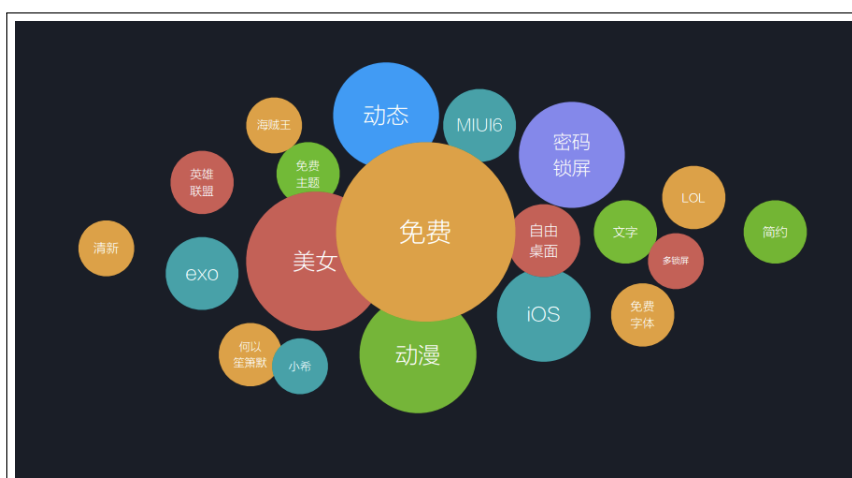 动态
MIUI6
海贼王
密码
锁屏
免费
主题
英雄
联盟
LOL
免费
自由
桌面
文字
简约
清新
美女
多锁屏
exo
iOS
免费
字体
何以
笙箫默
动漫
小希